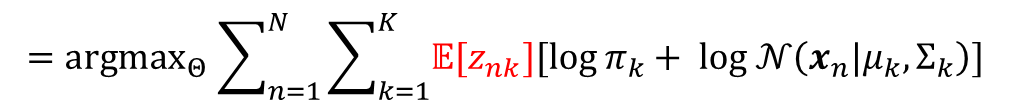 = argmax_Θ ∑_{n=1}^{N} ∑_{k=1}^{K} 𝔼[z_{nk}][log π_k + log 𝒩(𝒙_n|μ_k, Σ_k)]